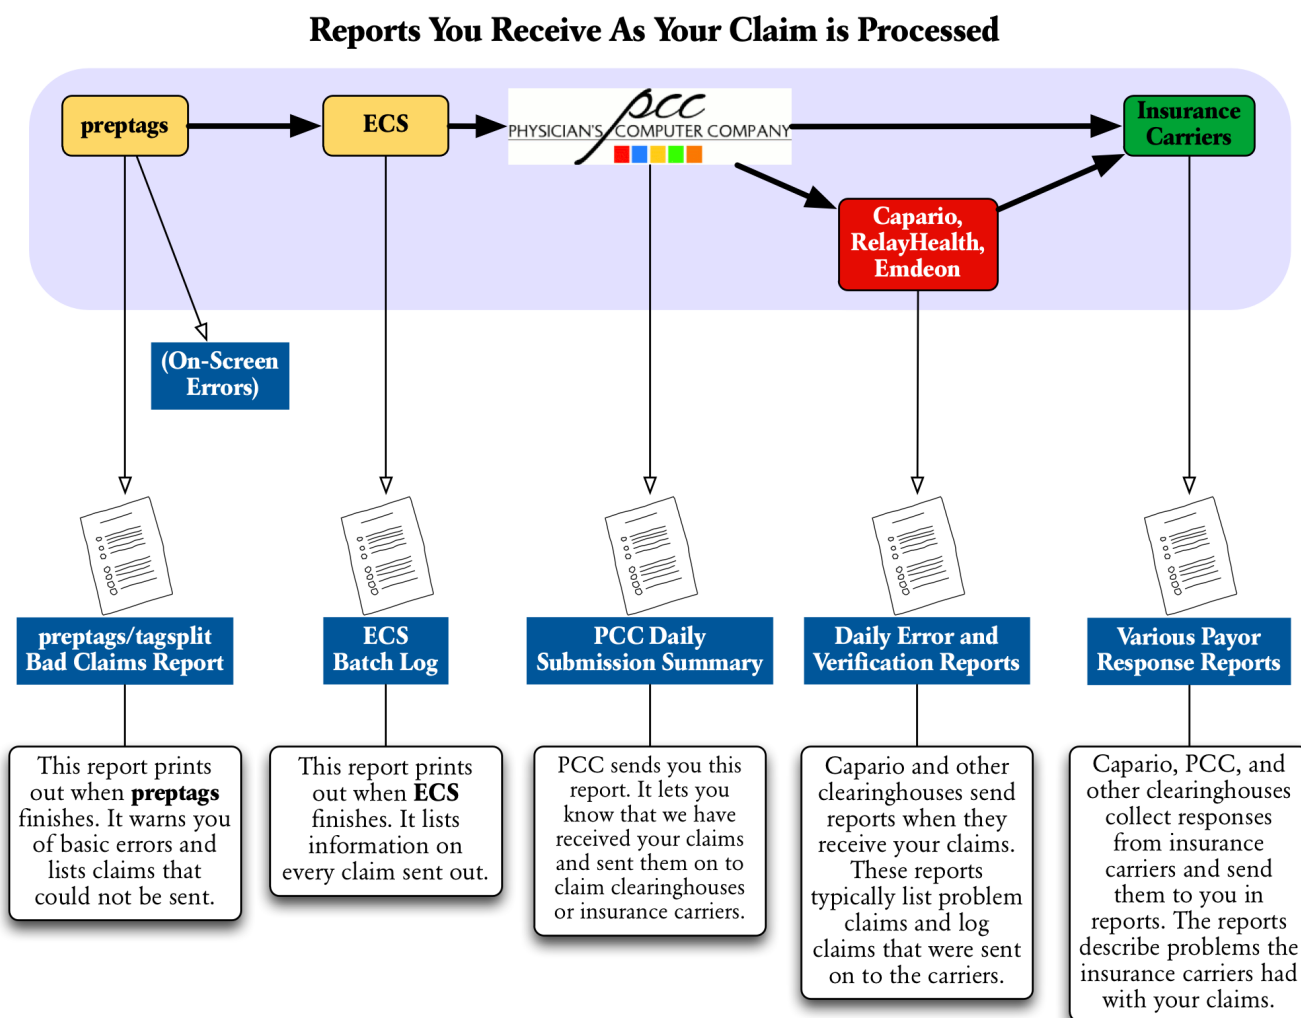 Reports You Receive As Your Claim is Processed
preptags
ECS
pcc
PHYSICIAN'S COMPUTER COMPANY
Insurance
Carriers
Capario,
RelayHealth,
Emdeon
(On-Screen
Errors)
preptags/tagsplit
Bad Claims Report
ECS
Batch Log
PCC Daily
Submission Summary
Daily Error and
Verification Reports
Various Payor
Response Reports
This report prints
out when preptags
finishes. It warns you
of basic errors and
lists claims that
could not be sent.
This report prints
out when ECS
finishes. It lists
information on
every claim sent out.
PCC sends you this
report. It lets you
know that we have
received your claims
and sent them on to
claim clearinghouses
or insurance carriers.
Capario and other
clearinghouses send
reports when they
receive your claims.
These reports
typically list problem
claims and log
claims that were sent
on to the carriers.
Capario, PCC, and
other clearinghouses
collect responses
from insurance
carriers and send
them to you in
reports. The reports
describe problems the
insurance carriers had
with your claims.